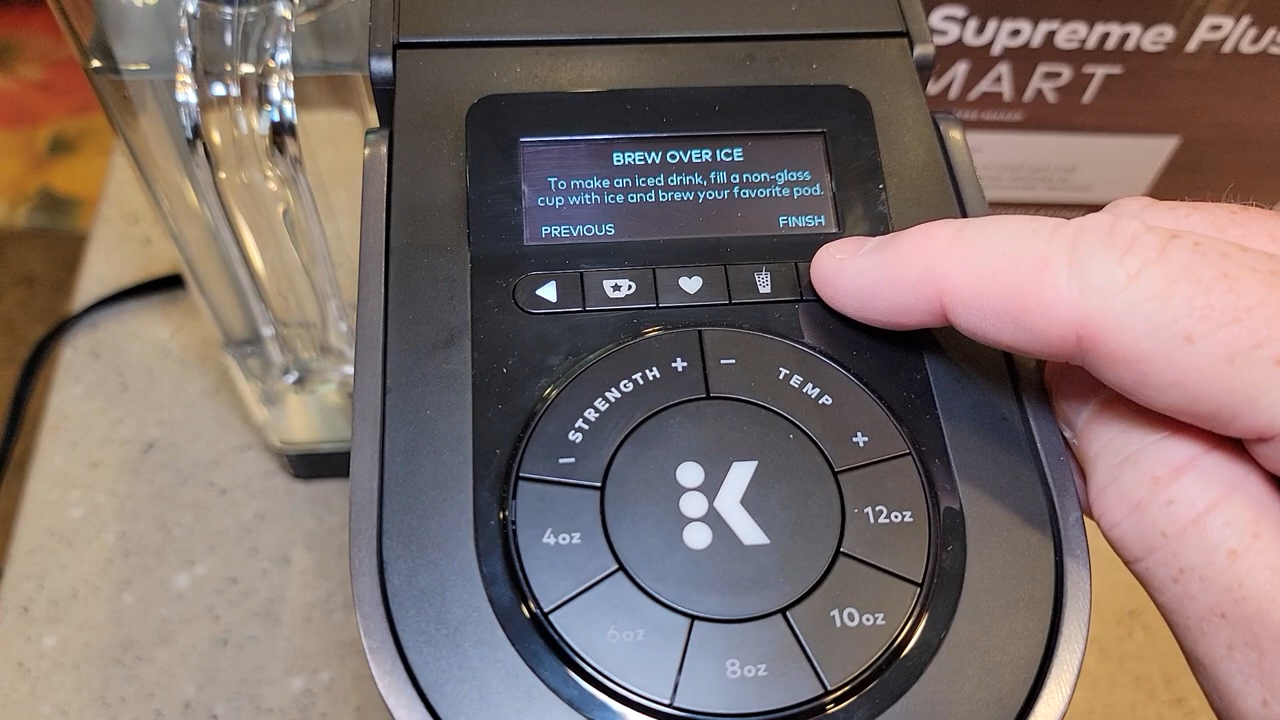 Supreme Plus
MART
BREW OVER ICE
To make an iced drink, fill a non-glass
cup with ice and brew your favorite pod.
PREVIOUS
FINISH
− STRENGTH +
− TEMP +
4oz
6oz
8oz
10oz
12oz
K